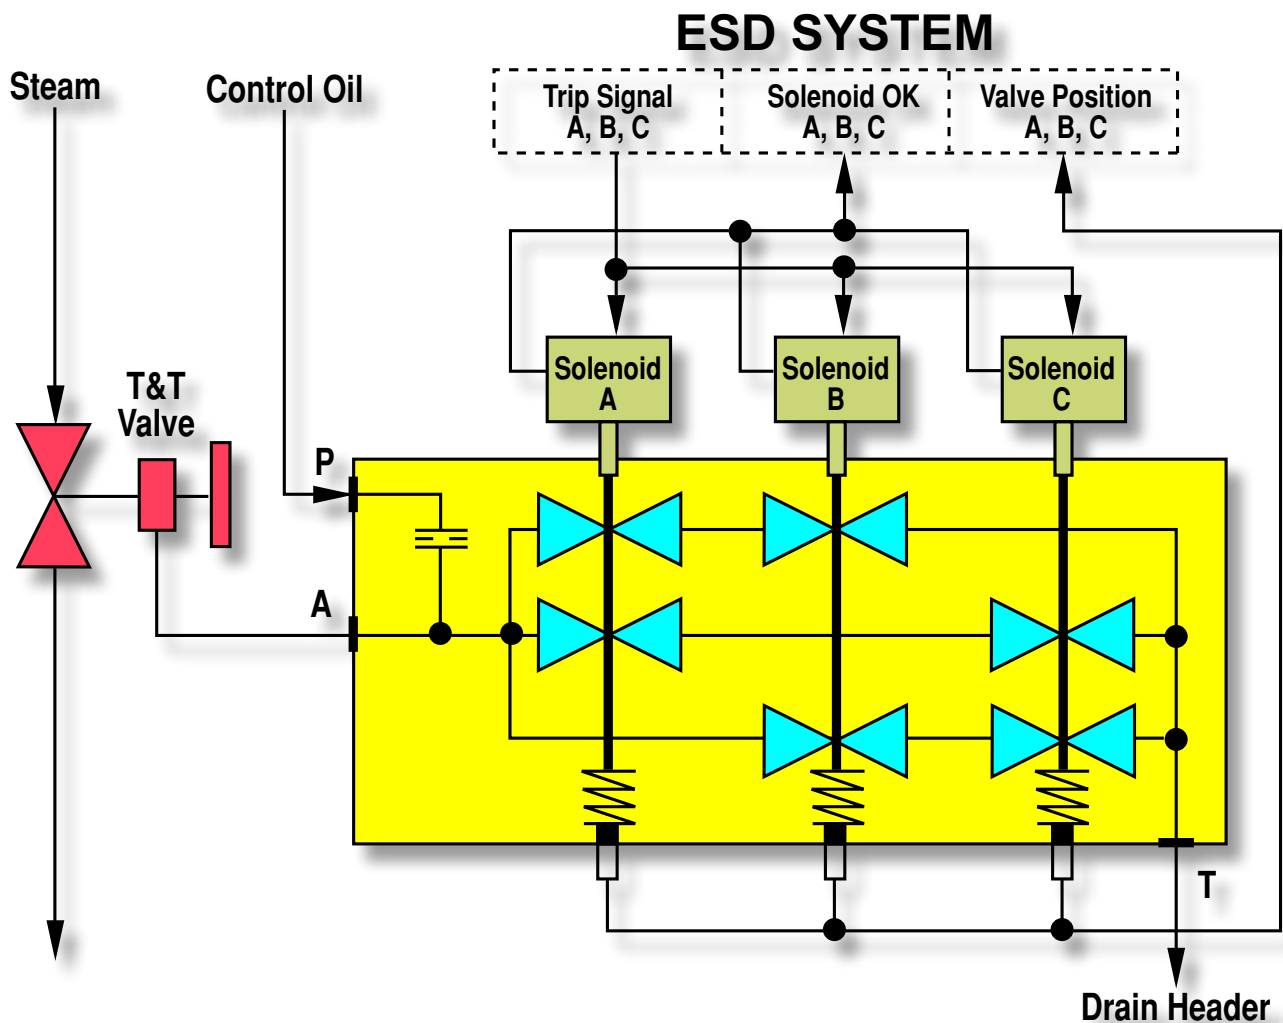 ESD SYSTEM
Steam
Control Oil
Trip Signal
A, B, C
Solenoid OK
A, B, C
Valve Position
A, B, C
T&T
Valve
Solenoid
A
Solenoid
B
Solenoid
C
P
A
T
Drain Header